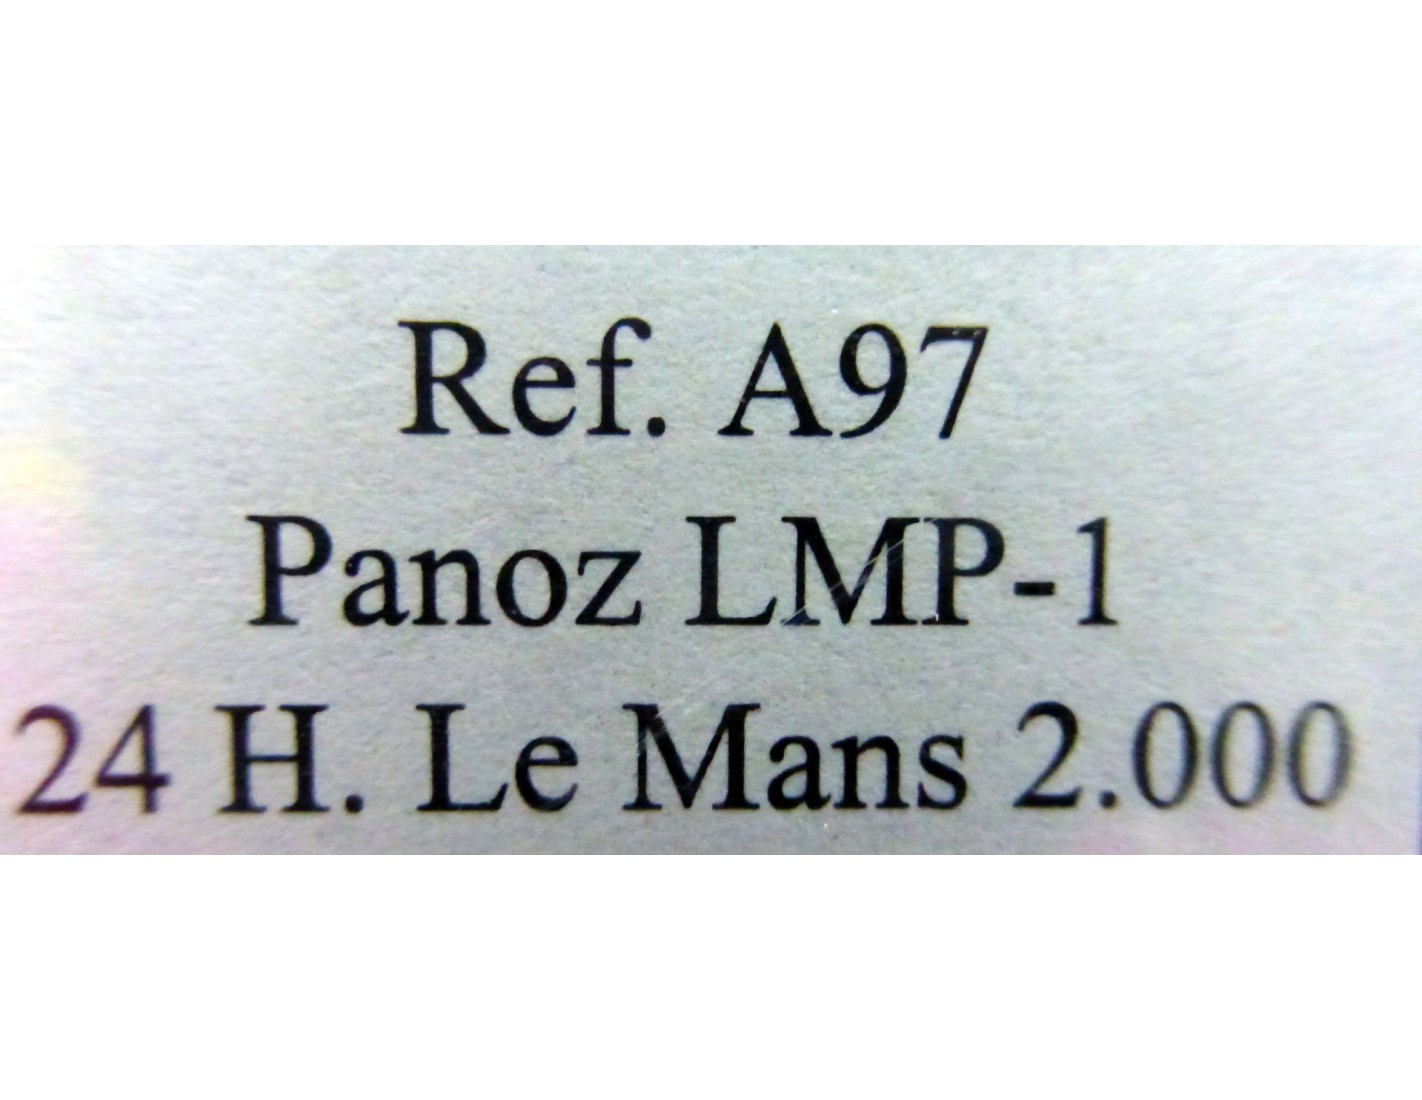 Ref. A97
Panoz LMP-1
24 H. Le Mans 2.000